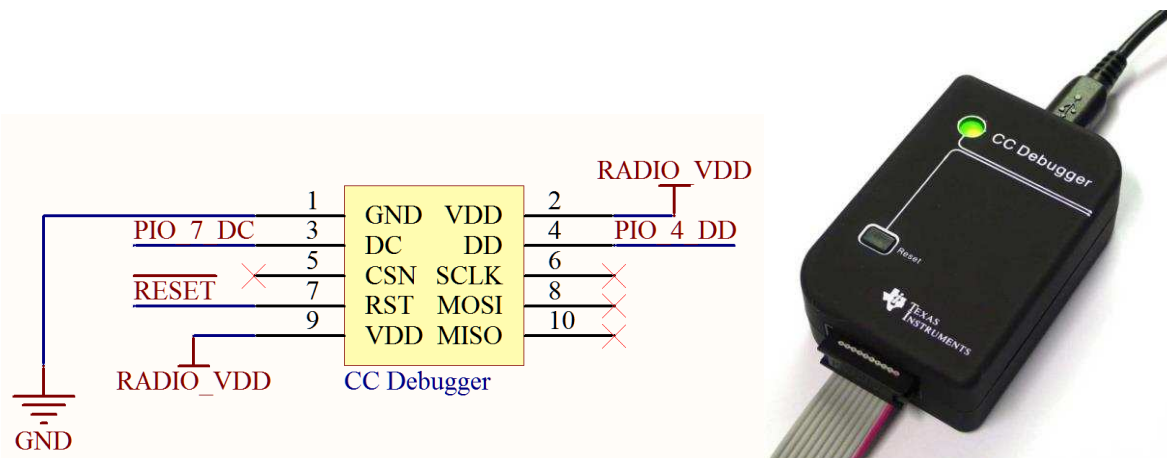 RADIO_VDD
1 GND VDD 2
PIO_7_DC 3 DC DD 4 PIO_4_DD
5 CSN SCLK 6
RESET 7 RST MOSI 8
9 VDD MISO 10
RADIO_VDD
CC Debugger
GND
CC Debugger
Reset
TEXAS
INSTRUMENTS